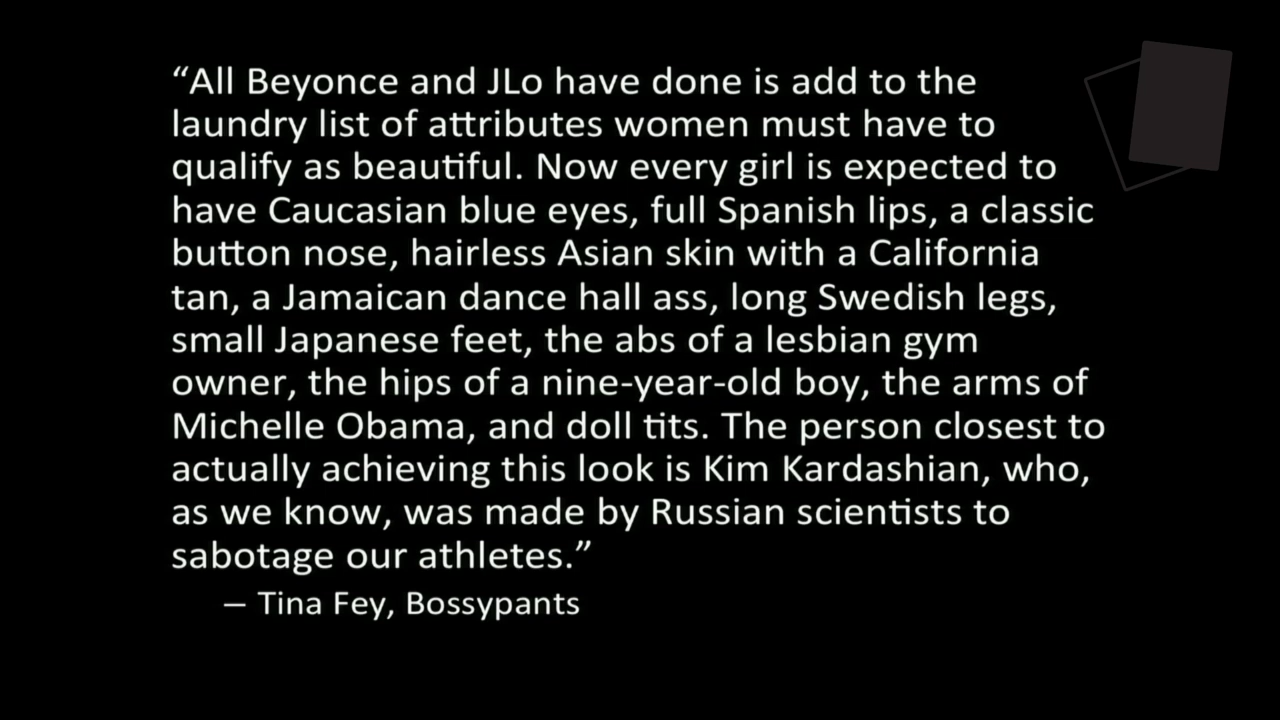 “All Beyonce and JLo have done is add to the
laundry list of attributes women must have to
qualify as beautiful. Now every girl is expected to
have Caucasian blue eyes, full Spanish lips, a classic
button nose, hairless Asian skin with a California
tan, a Jamaican dance hall ass, long Swedish legs,
small Japanese feet, the abs of a lesbian gym
owner, the hips of a nine-year-old boy, the arms of
Michelle Obama, and doll tits. The person closest to
actually achieving this look is Kim Kardashian, who,
as we know, was made by Russian scientists to
sabotage our athletes.”
– Tina Fey, Bossypants